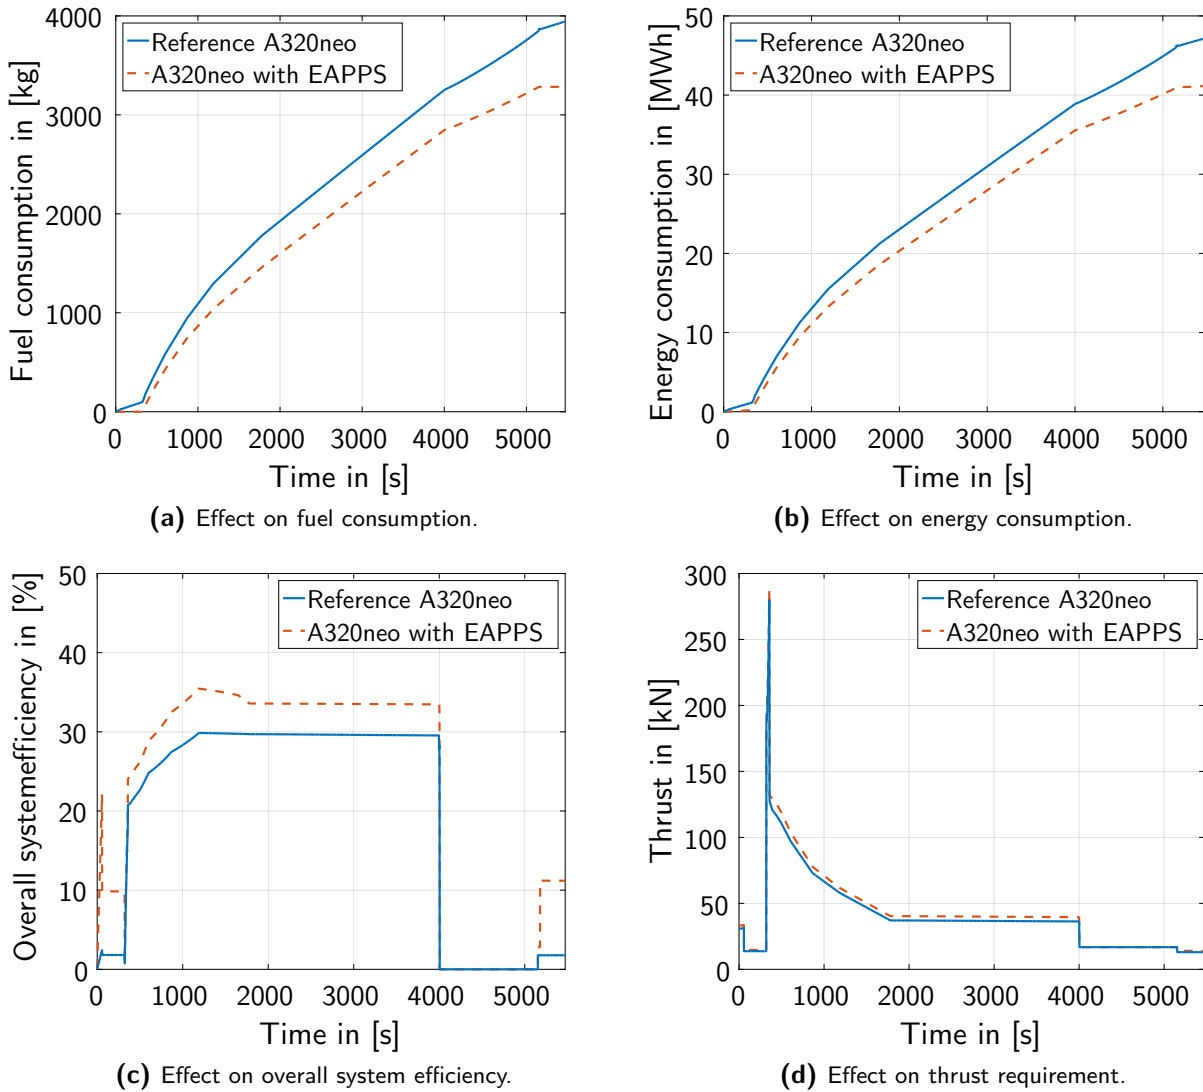 4000
3000
2000
1000
0
Fuel consumption in [kg]
Reference A320neo
A320neo with EAPPS
0 1000 2000 3000 4000 5000
Time in [s]
(a) Effect on fuel consumption.
50
40
30
20
10
0
Energy consumption in [MWh]
Reference A320neo
A320neo with EAPPS
0 1000 2000 3000 4000 5000
Time in [s]
(b) Effect on energy consumption.
50
40
30
20
10
0
Overall systemefficiency in [%]
Reference A320neo
A320neo with EAPPS
0 1000 2000 3000 4000 5000
Time in [s]
(c) Effect on overall system efficiency.
300
250
200
150
100
50
0
Thrust in [kN]
Reference A320neo
A320neo with EAPPS
0 1000 2000 3000 4000 5000
Time in [s]
(d) Effect on thrust requirement.